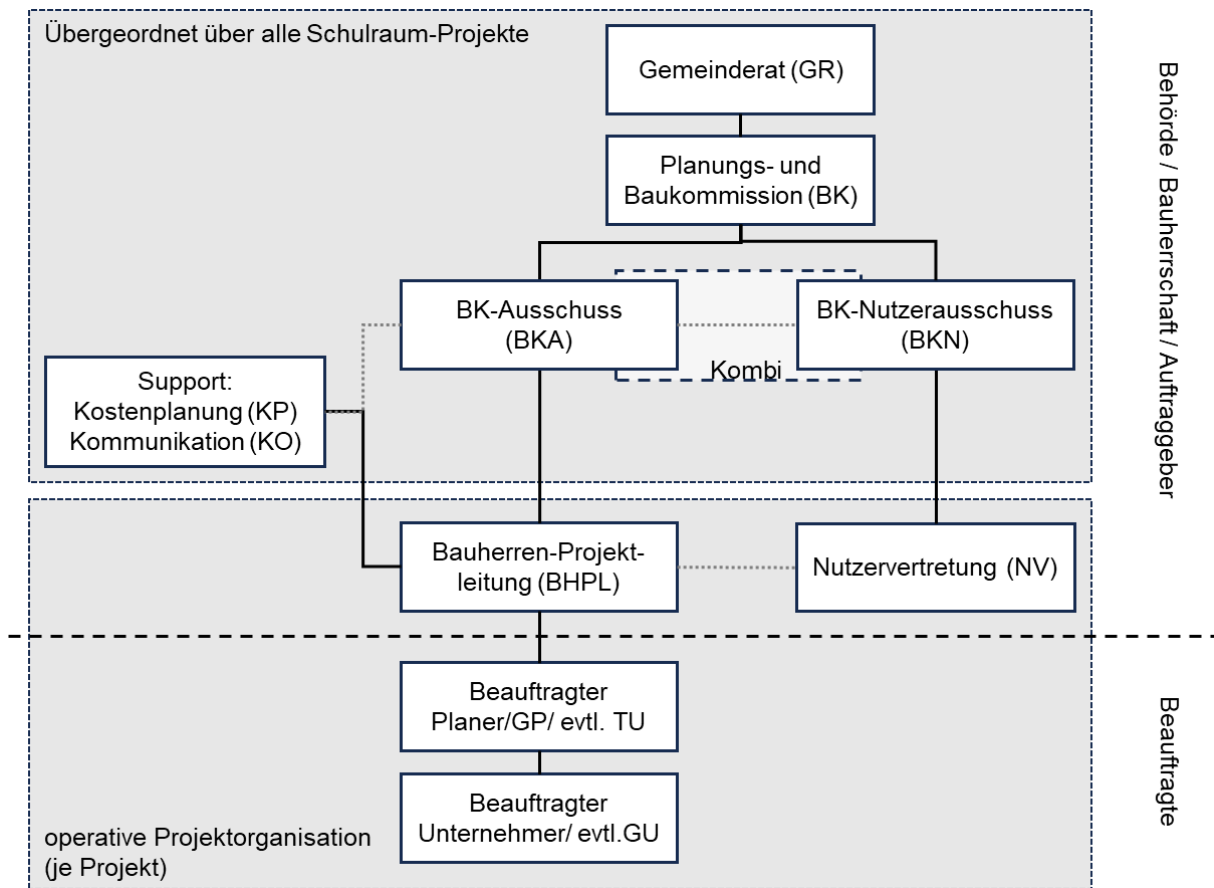 Übergeordnet über alle Schulraum-Projekte
Gemeinderat (GR)
Planungs- und
Baukommission (BK)
BK-Ausschuss
(BKA)
BK-Nutzerausschuss
(BKN)
Kombi
Support:
Kostenplanung (KP)
Kommunikation (KO)
Behörde / Bauherrschaft / Auftraggeber
Bauherren-Projekt-
leitung (BHPL)
Nutzervertretung (NV)
Beauftragter
Planer/GP/ evtl. TU
Beauftragter
Unternehmer/ evtl.GU
operative Projektorganisation
(je Projekt)
Beauftragte